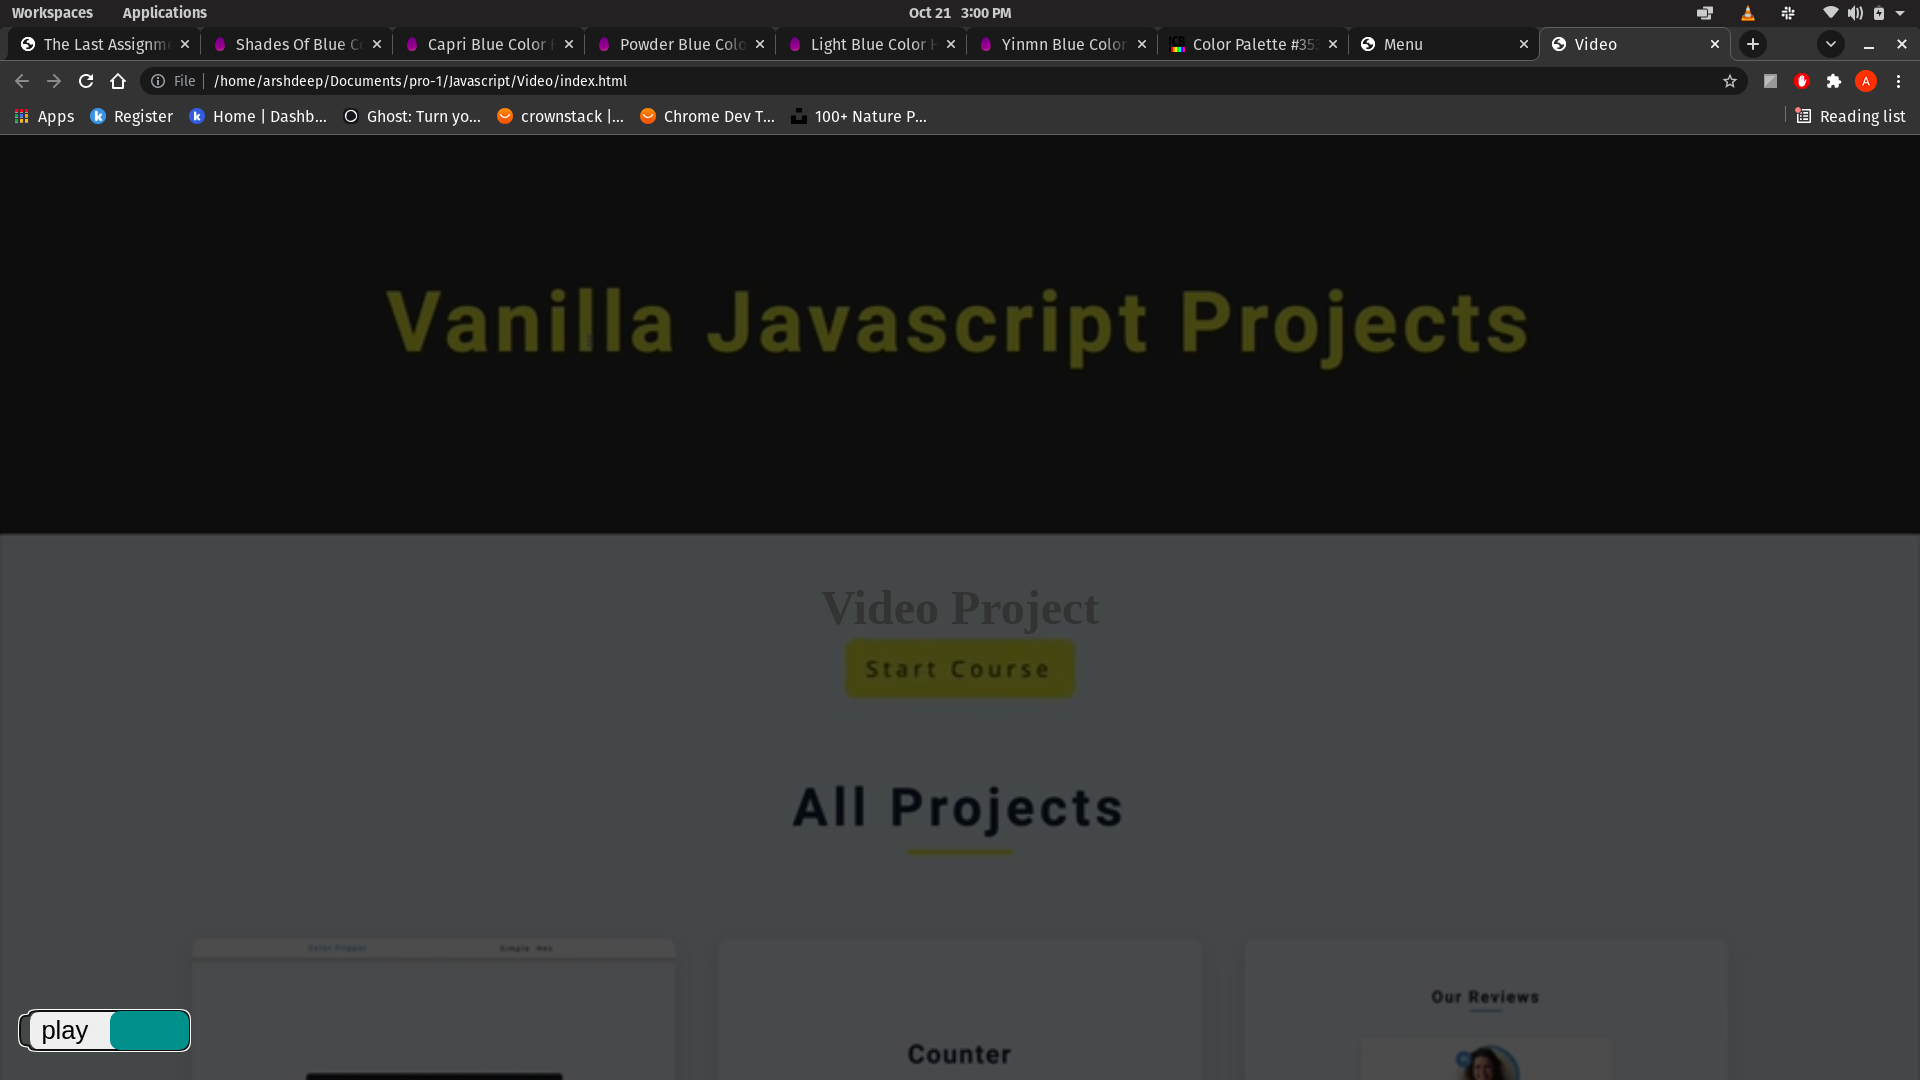 Workspaces Applications Oct 21 3:00 PM
The Last Assignm Shades Of Blue Co Capri Blue Color H Powder Blue Colo Light Blue Color H Yinmn Blue Color Color Palette #353 Menu Video
File /home/arshdeep/Documents/pro-1/Javascript/Video/index.html A
Apps Register Home | Dashb... Ghost: Turn yo... crownstack |... Chrome Dev T... 100+ Nature P... Reading list
Vanilla Javascript Projects
Video Project
Start Course
All Projects
Color Flipper Simple Hex
Our Reviews
play
Counter